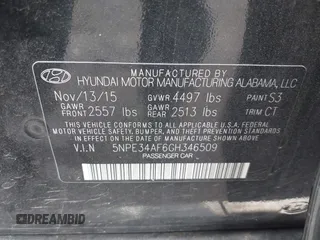 MANUFACTURED BY
HYUNDAI MOTOR MANUFACTURING ALABAMA, LLC
Nov/13/15 GVWR 4497 lbs PAINT S3
GAWR FRONT 2557 lbs GAWR REAR 2513 lbs TRIM CT
THIS VEHICLE CONFORMS TO ALL APPLICABLE U.S.A. FEDERAL
MOTOR VEHICLE SAFETY, BUMPER, AND THEFT PREVENTION STANDARDS
IN EFFECT ON THE DATE OF MANUFACTURE SHOWN ABOVE.
V.I.N 5NPE34AF6GH346509
PASSENGER CAR
DREAMBID